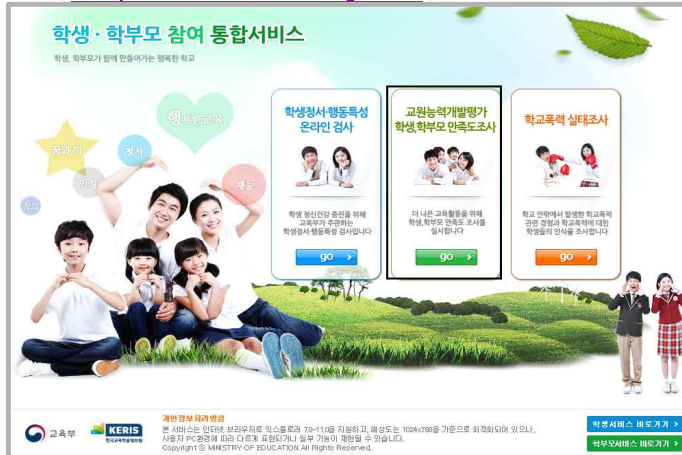 학생 · 학부모 참여 통합서비스
학생, 학부모가 함께 만들어가는 행복한 학교
행복한교육
꿈과끼
정서
인성
재능
창의
학생정서·행동특성
온라인 검사
학생 정신건강 증진을 위해
교육부가 주관하는
학생정서·행동특성 검사입니다
go >
교원능력개발평가
학생,학부모 만족도조사
더 나은 교육활동을 위해
학생,학부모 만족도 조사를
실시합니다
go >
학교폭력 실태조사
학교 안팎에서 발생한 학교폭력
관련 경험과 학교폭력에 대한
학생들의 인식을 조사합니다
go >
교육부
KERIS
한국교육학술정보원
개인정보처리방침
본 서비스는 인터넷 브라우저로 익스플로러 7.0~11.0을 지원하고, 해상도는 1024x768을 기준으로 최적화되어 있으나,
사용자 PC환경에 따라 다르게 표현되거나 일부 기능이 제한될 수 있습니다.
Copyright ⓒ MINISTRY OF EDUCATION All Rights Reserved.
학생서비스 바로가기 >
학부모서비스 바로가기 >